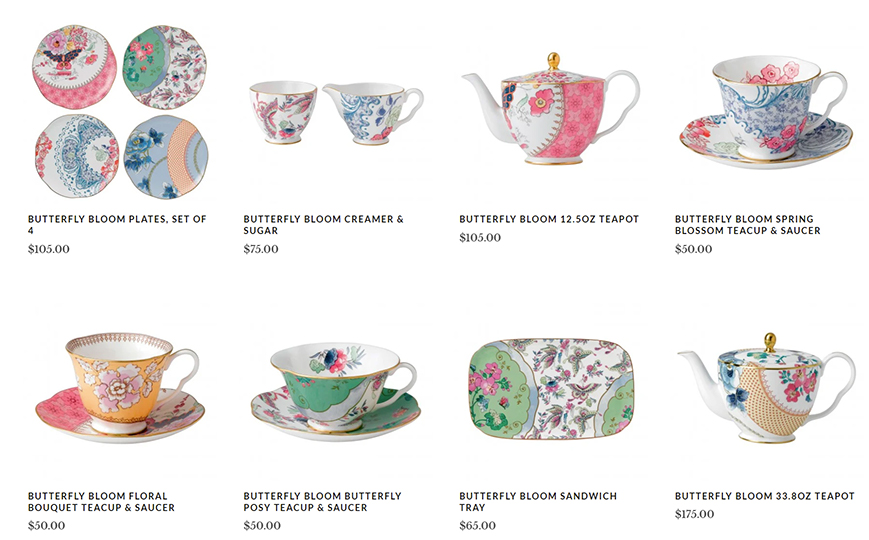 BUTTERFLY BLOOM PLATES, SET OF
4
$105.00
BUTTERFLY BLOOM CREAMER &
SUGAR
$75.00
BUTTERFLY BLOOM 12.5OZ TEAPOT
$105.00
BUTTERFLY BLOOM SPRING
BLOSSOM TEACUP & SAUCER
$50.00
BUTTERFLY BLOOM FLORAL
BOUQUET TEACUP & SAUCER
$50.00
BUTTERFLY BLOOM BUTTERFLY
POSY TEACUP & SAUCER
$50.00
BUTTERFLY BLOOM SANDWICH
TRAY
$65.00
BUTTERFLY BLOOM 33.8OZ TEAPOT
$175.00